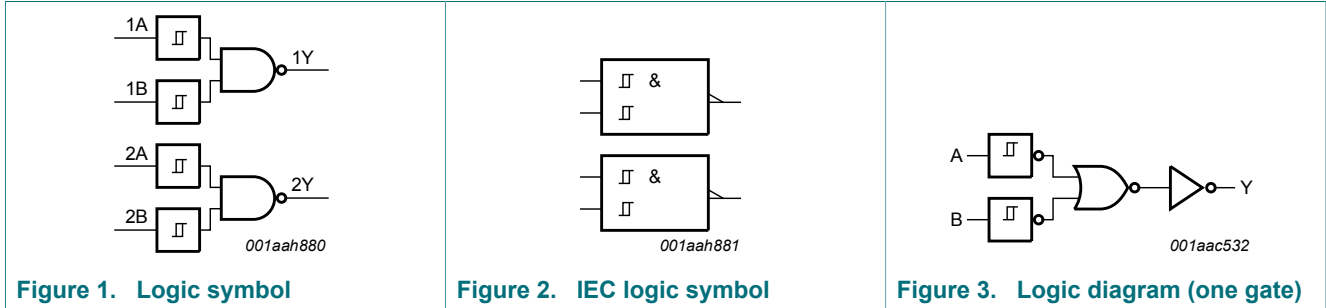 1A
1Y
1B
2A
2Y
2B
001aah880
Figure 1. Logic symbol
&
&
001aah881
Figure 2. IEC logic symbol
A
Y
B
001aac532
Figure 3. Logic diagram (one gate)